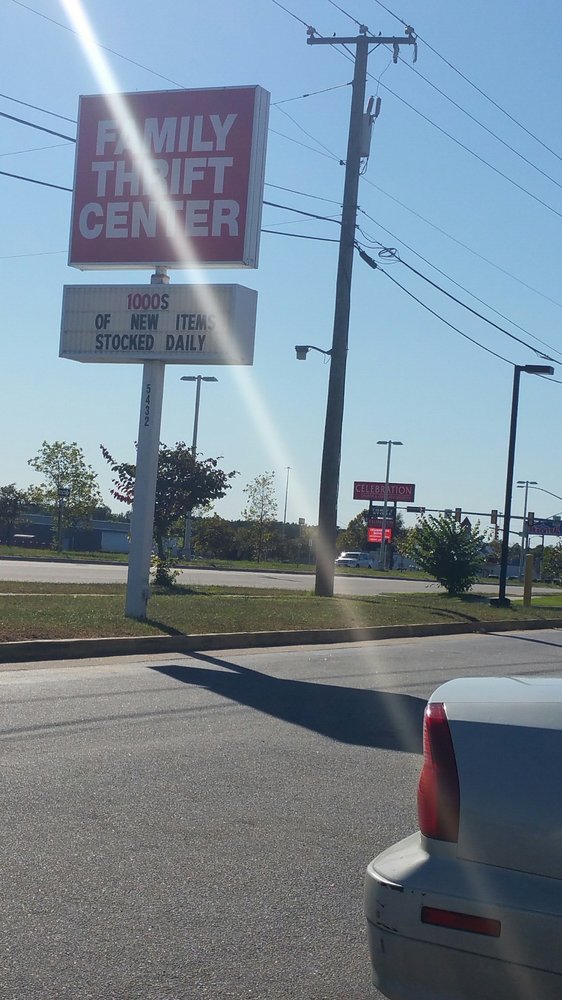 FAMILY
THRIFT
CENTER
1000S
OF NEW ITEMS
STOCKED DAILY
5432
CELEBRATION